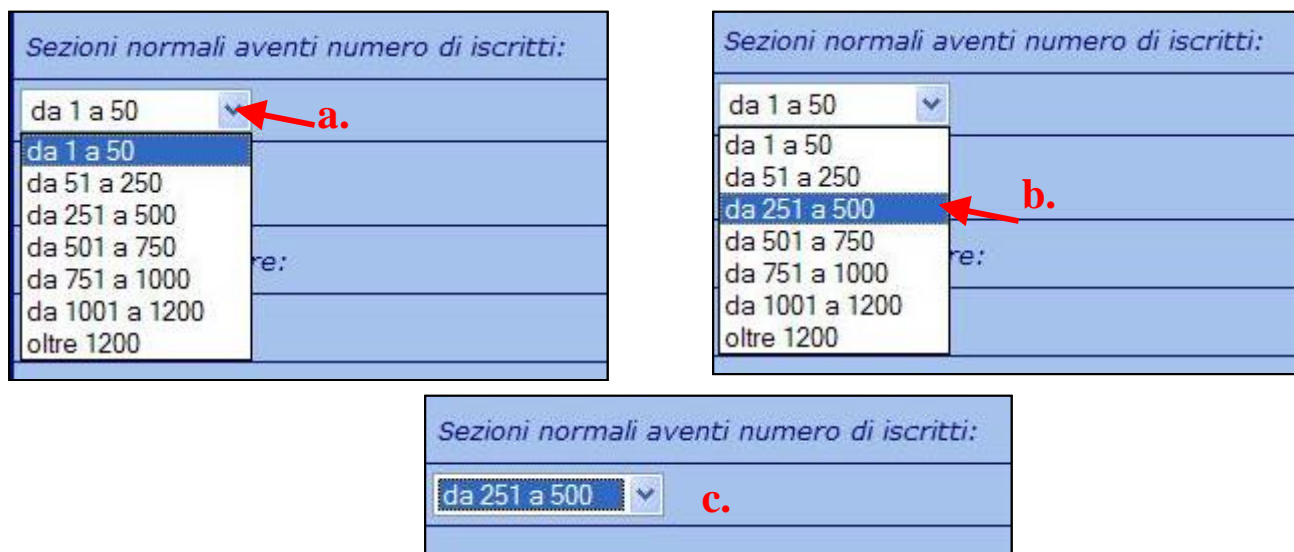 Sezioni normali aventi numero di iscritti:
da 1 a 50
a.
da 1 a 50
da 51 a 250
da 251 a 500
da 501 a 750
re:
da 751 a 1000
da 1001 a 1200
oltre 1200
Sezioni normali aventi numero di iscritti:
da 1 a 50
da 1 a 50
da 51 a 250
da 251 a 500
b.
da 501 a 750
re:
da 751 a 1000
da 1001 a 1200
oltre 1200
Sezioni normali aventi numero di iscritti:
da 251 a 500
c.